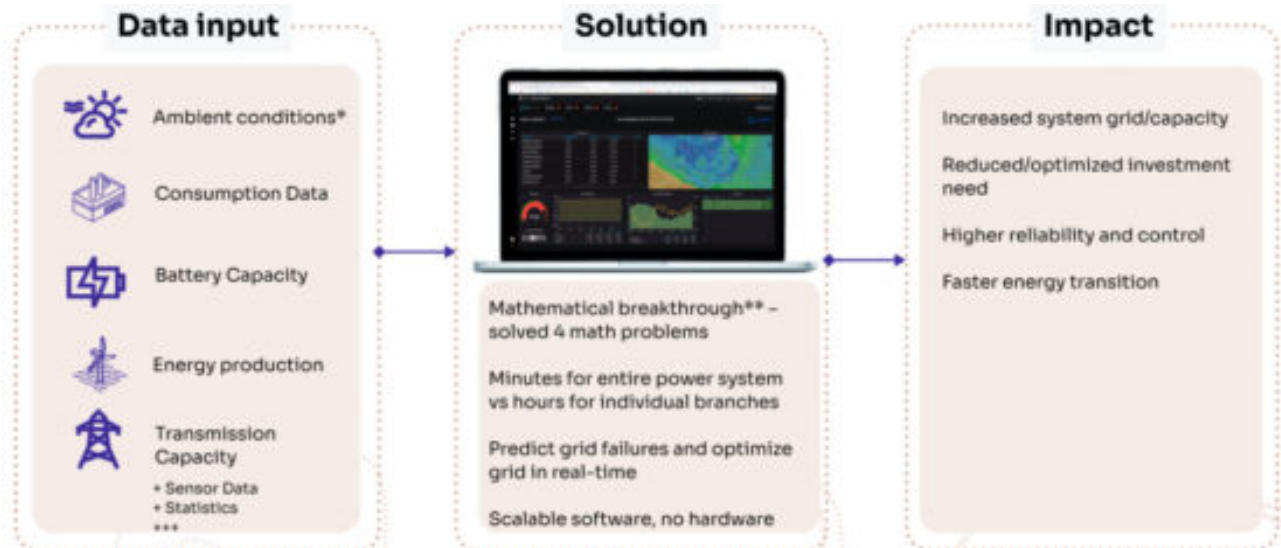 Data input
Ambient conditions*
Consumption Data
Battery Capacity
Energy production
Transmission
Capacity
+ Sensor Data
+ Statistics
+++
Solution
Mathematical breakthrough** –
solved 4 math problems
Minutes for entire power system
vs hours for individual branches
Predict grid failures and optimize
grid in real-time
Scalable software, no hardware
Impact
Increased system grid/capacity
Reduced/optimized investment
need
Higher reliability and control
Faster energy transition